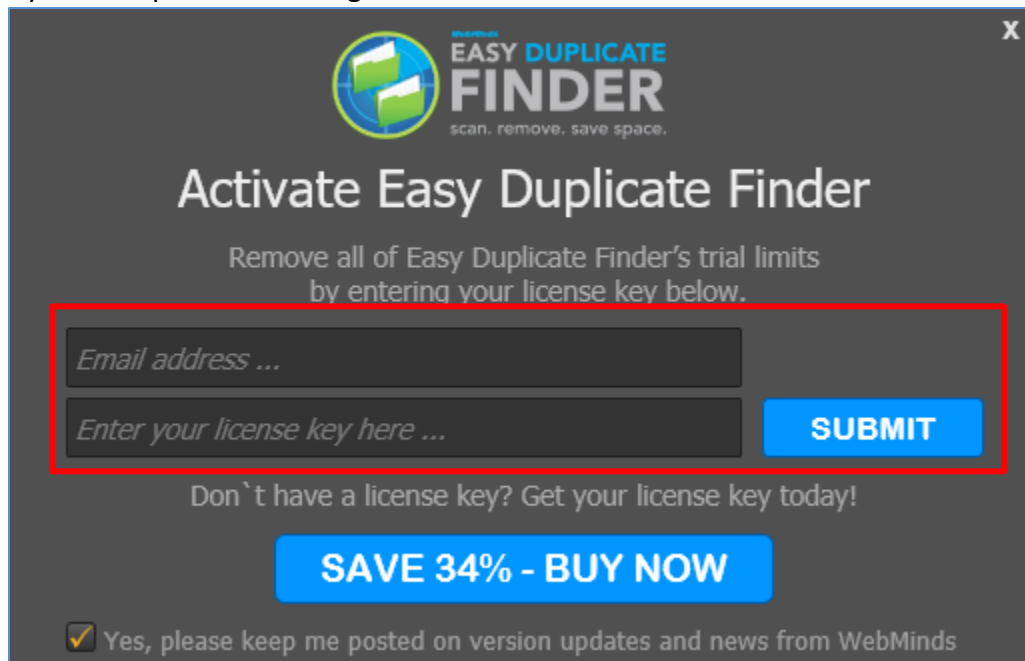 x
EASY DUPLICATE
FINDER
scan. remove. save space.
Activate Easy Duplicate Finder
Remove all of Easy Duplicate Finder's trial limits
by entering your license key below.
Email address ...
Enter your license key here ...
SUBMIT
Don`t have a license key? Get your license key today!
SAVE 34% - BUY NOW
Yes, please keep me posted on version updates and news from WebMinds